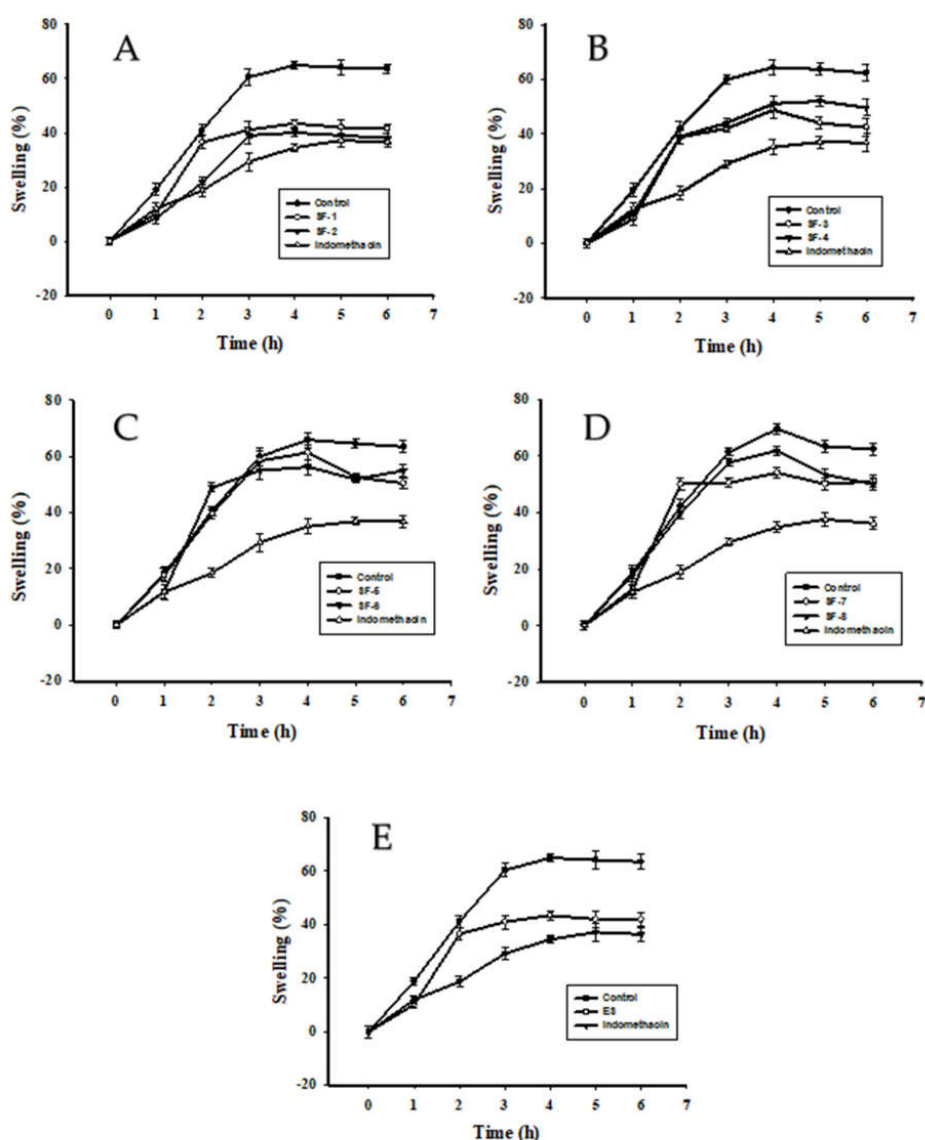 A
Swelling (%)
80
60
40
20
0
-20
Control
SF-1
SF-2
Indomethacin
0 1 2 3 4 5 6 7
Time (h)
B
Swelling (%)
80
60
40
20
0
-20
Control
SF-3
SF-4
Indomethacin
0 1 2 3 4 5 6 7
Time (h)
C
Swelling (%)
80
60
40
20
0
-20
Control
SF-5
SF-6
Indomethacin
0 1 2 3 4 5 6 7
Time (h)
D
Swelling (%)
80
60
40
20
0
-20
Control
SF-7
SF-8
Indomethacin
0 1 2 3 4 5 6 7
Time (h)
E
Swelling (%)
80
60
40
20
0
-20
Control
Indomethacin
0 1 2 3 4 5 6 7
Time (h)